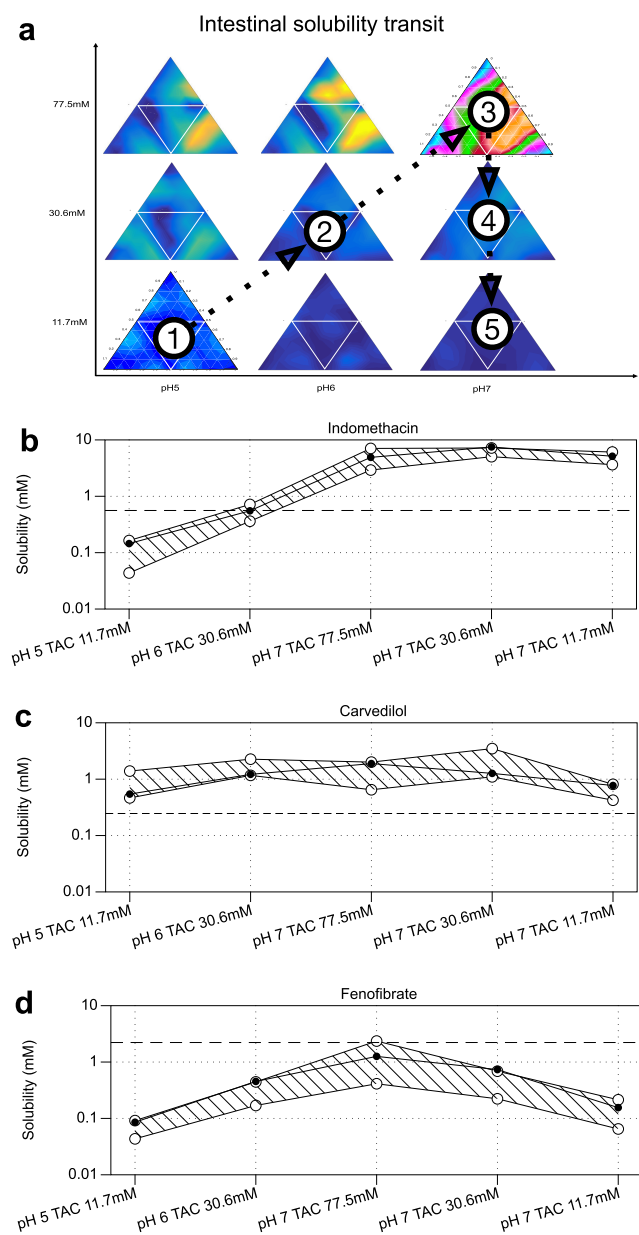 a
Intestinal solubility transit
77.5mM
3
30.6mM
2
4
11.7mM
1
5
pH5
pH6
pH7
b
Indomethacin
Solubility (mM)
10
1
0.1
0.01
pH 5 TAC 11.7mM
pH 6 TAC 30.6mM
pH 7 TAC 77.5mM
pH 7 TAC 30.6mM
pH 7 TAC 11.7mM
c
Carvedilol
Solubility (mM)
10
1
0.1
0.01
pH 5 TAC 11.7mM
pH 6 TAC 30.6mM
pH 7 TAC 77.5mM
pH 7 TAC 30.6mM
pH 7 TAC 11.7mM
d
Fenofibrate
Solubility (mM)
10
1
0.1
0.01
pH 5 TAC 11.7mM
pH 6 TAC 30.6mM
pH 7 TAC 77.5mM
pH 7 TAC 30.6mM
pH 7 TAC 11.7mM